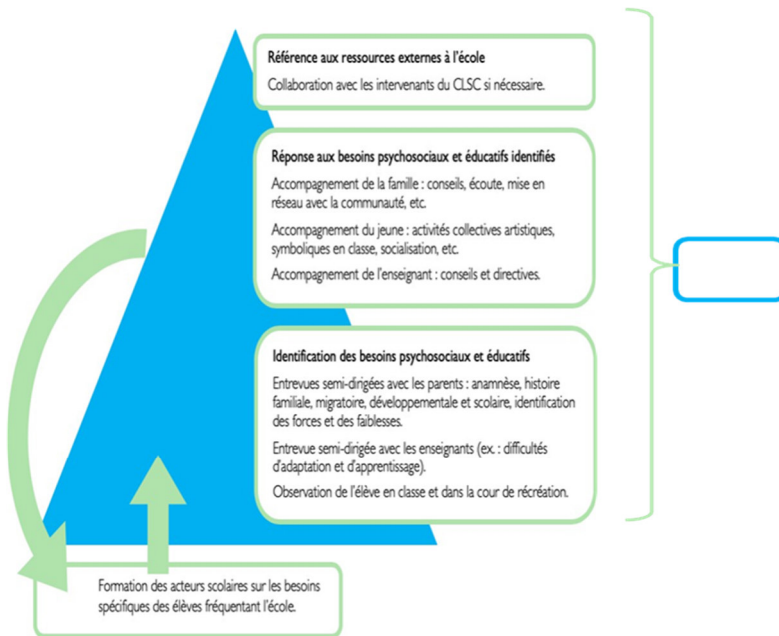 Référence aux ressources externes à l'école
Collaboration avec les intervenants du CLSC si nécessaire.
Réponse aux besoins psychosociaux et éducatifs identifiés
Accompagnement de la famille : conseils, écoute, mise en
réseau avec la communauté, etc.
Accompagnement du jeune : activités collectives artistiques,
symboliques en classe, socialisation, etc.
Accompagnement de l'enseignant : conseils et directives.
Identification des besoins psychosociaux et éducatifs
Entrevues semi-dirigées avec les parents : anamnèse, histoire
familiale, migratoire, développementale et scolaire, identification
des forces et des faiblesses.
Entrevue semi-dirigée avec les enseignants (ex. : difficultés
d'adaptation et d'apprentissage).
Observation de l'élève en classe et dans la cour de récréation.
Formation des acteurs scolaires sur les besoins
spécifiques des élèves fréquentant l'école.